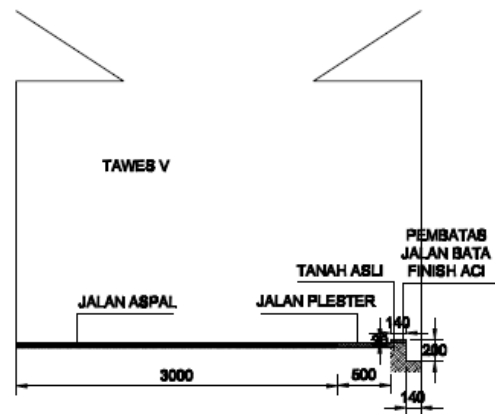 TAWES V
PEMBATAS
JALAN BATA
FINISH ACI
TANAH ASLI
JALAN ASPAL
JALAN PLESTER
140
200
3000
500
140